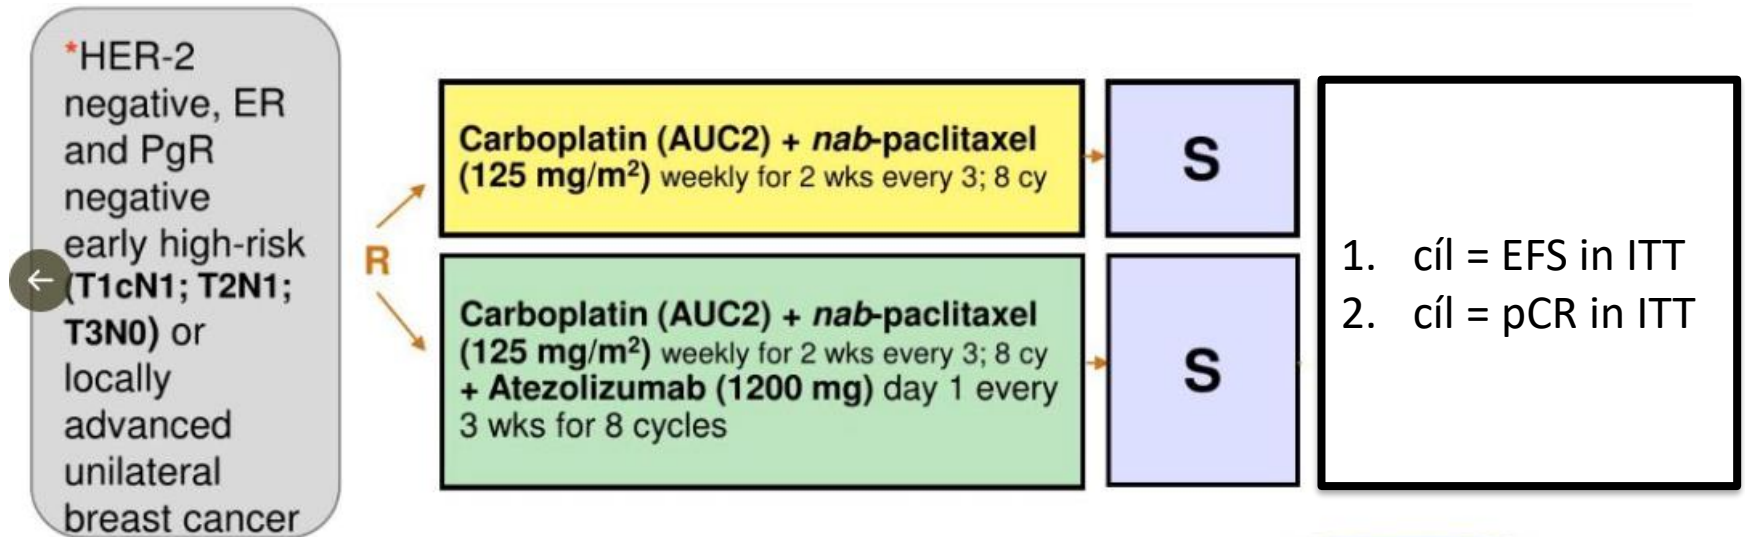 *HER-2
negative, ER
and PgR
negative
early high-risk
(T1cN1; T2N1;
T3N0) or
locally
advanced
unilateral
breast cancer
R
Carboplatin (AUC2) + nab-paclitaxel
(125 mg/m²) weekly for 2 wks every 3; 8 cy
S
Carboplatin (AUC2) + nab-paclitaxel
(125 mg/m²) weekly for 2 wks every 3; 8 cy
+ Atezolizumab (1200 mg) day 1 every
3 wks for 8 cycles
S
1. cíl = EFS in ITT
2. cíl = pCR in ITT